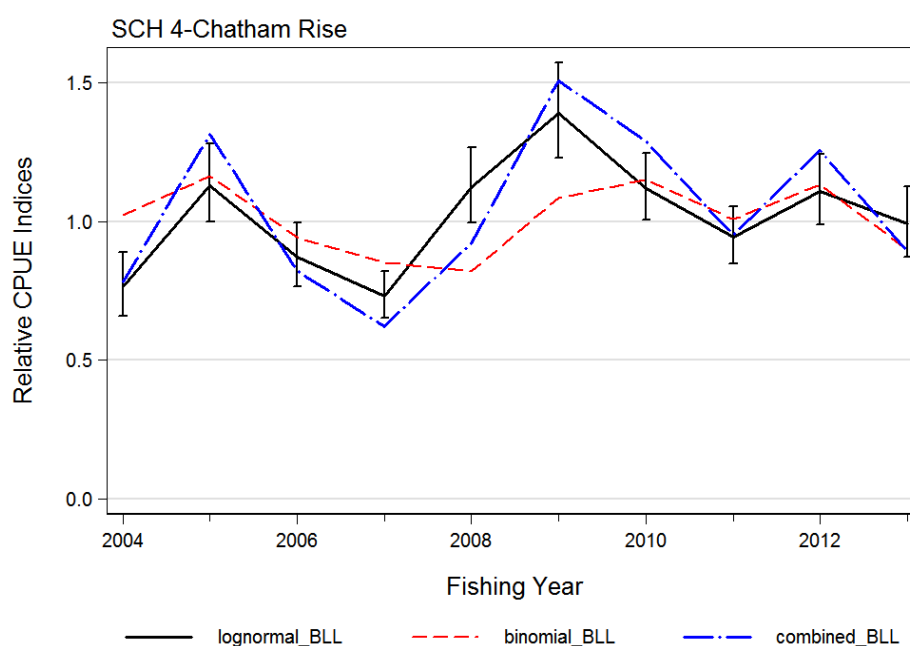 SCH 4-Chatham Rise
Relative CPUE Indices
1.5
1.0
0.5
0.0
2004 2006 2008 2010 2012
Fishing Year
lognormal_BLL binomial_BLL combined_BLL